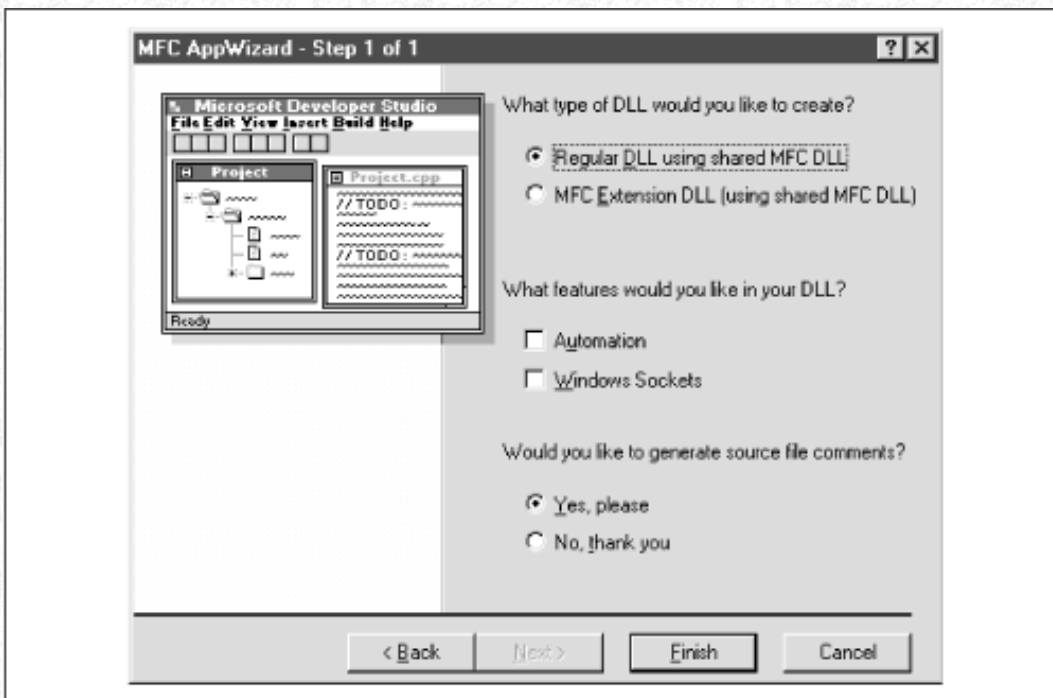 MFC AppWizard - Step 1 of 1
Microsoft Developer Studio
File Edit View Insert Build Help
Project
Project.cpp
//TODO:
//TODO:
Ready
What type of DLL would you like to create?
Regular DLL using shared MFC DLL
MFC Extension DLL (using shared MFC DLL)
What features would you like in your DLL?
Automation
Windows Sockets
Would you like to generate source file comments?
Yes, please
No, thank you
< Back
Next >
Finish
Cancel